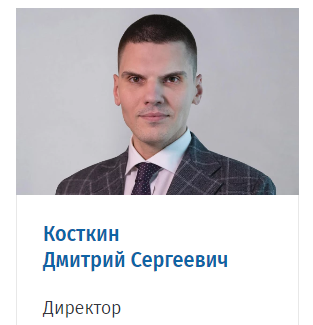 Косткин
Дмитрий Сергеевич
Директор